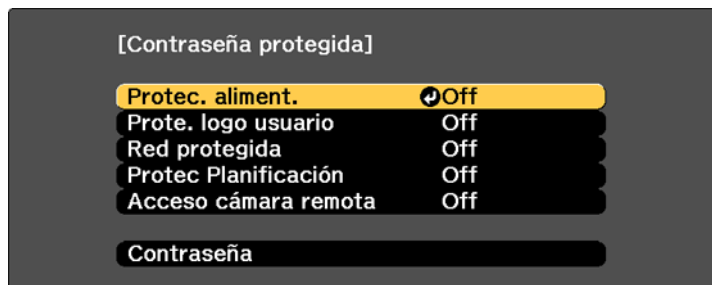 [Contraseña protegida]
Protec. aliment. Off
Prote. logo usuario Off
Red protegida Off
Protec Planificación Off
Acceso cámara remota Off
Contraseña